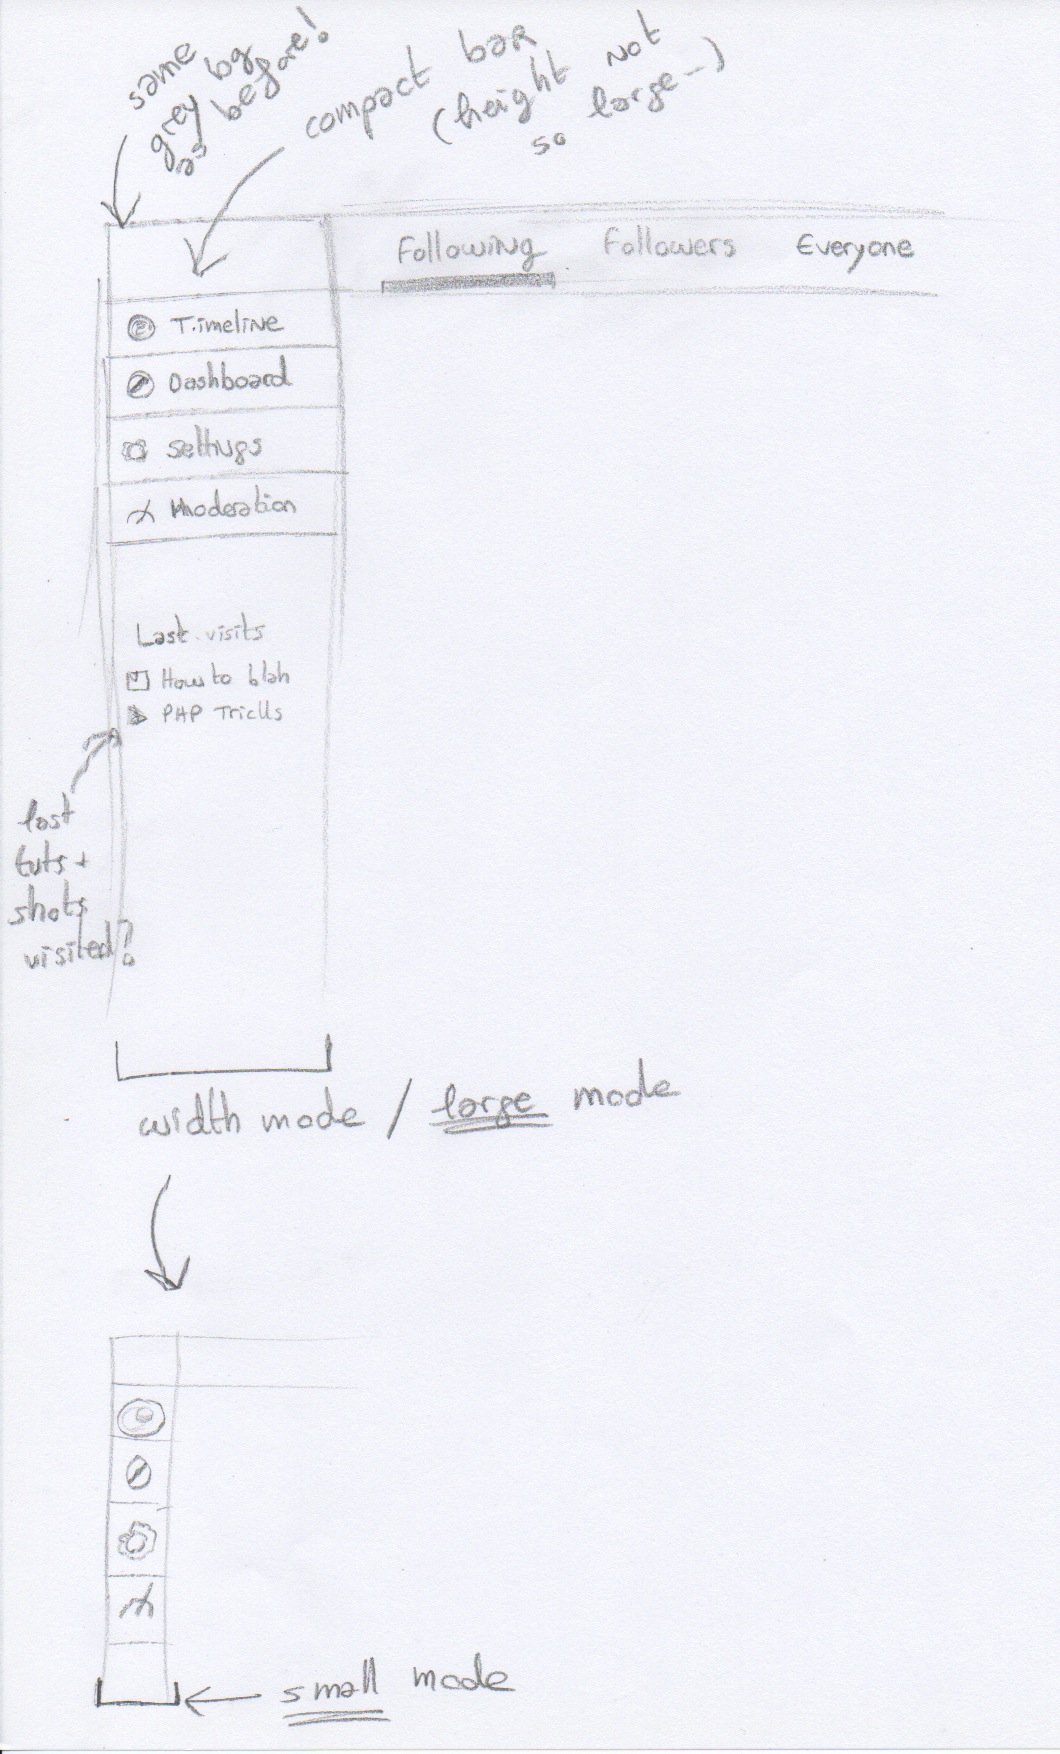 same
grey bg
as before!
compact bar
(height not
so large-)
Following Followers Everyone
Timeline
Dashboard
Settings
Moderation
Last visits
How to blah
PHP Tricks
last
tuts +
shots
visited?
width mode / large mode
small mode